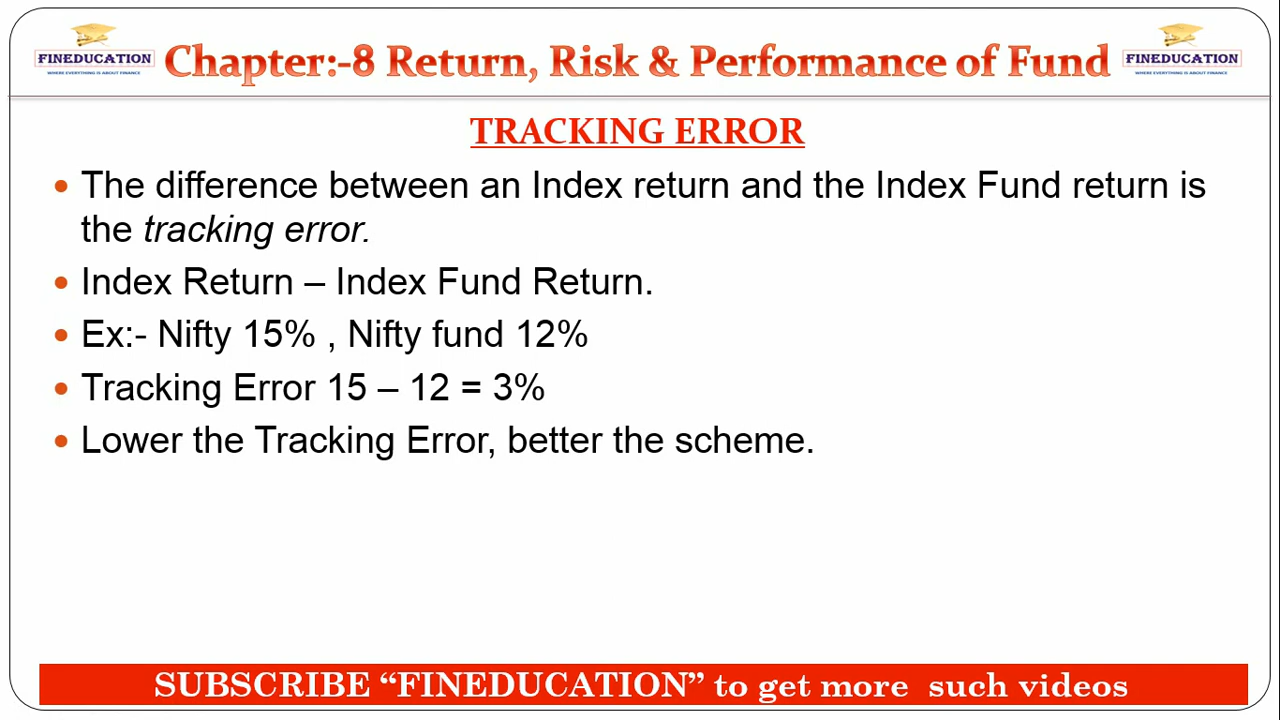 FINEDUCATION
WHERE EVERYTHING IS ABOUT FINANCE
Chapter:-8 Return, Risk & Performance of Fund
FINEDUCATION
WHERE EVERYTHING IS ABOUT FINANCE
TRACKING ERROR
• The difference between an Index return and the Index Fund return is
the tracking error.
• Index Return – Index Fund Return.
• Ex:- Nifty 15% , Nifty fund 12%
• Tracking Error 15 – 12 = 3%
• Lower the Tracking Error, better the scheme.
SUBSCRIBE “FINEDUCATION” to get more such videos